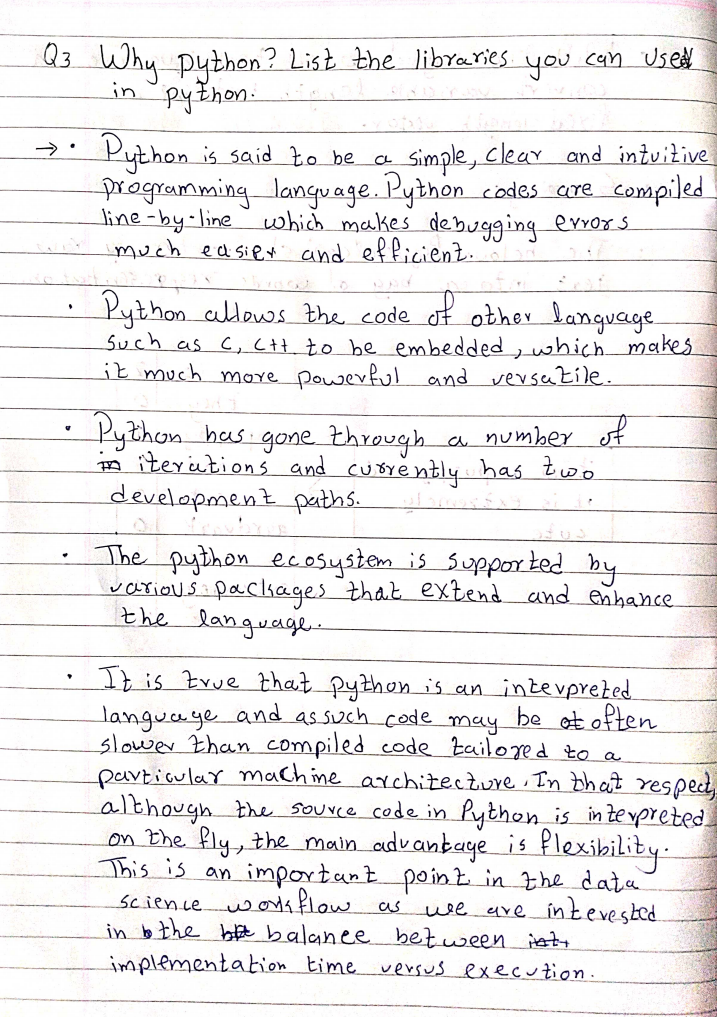 Q3 Why python? List the libraries you can used
in python.
→ • Python is said to be a simple, clear and intuitive
programming language. Python codes are compiled
line-by-line which makes debugging errors
much easier and efficient.
• Python allows the code of other language
such as C, C++ to be embedded, which makes
it much more powerful and versatile.
• Python has gone through a number of
iterations and currently has two
development paths.
• The python ecosystem is supported by
various packages that extend and enhance
the language.
• It is true that python is an interpreted
language and as such code may be often
slower than compiled code tailored to a
particular machine architecture. In that respect,
although the source code in Python is interpreted
on the fly, the main advantage is flexibility.
This is an important point in the data
science workflow as we are interested
in the balance between
implementation time versus execution.